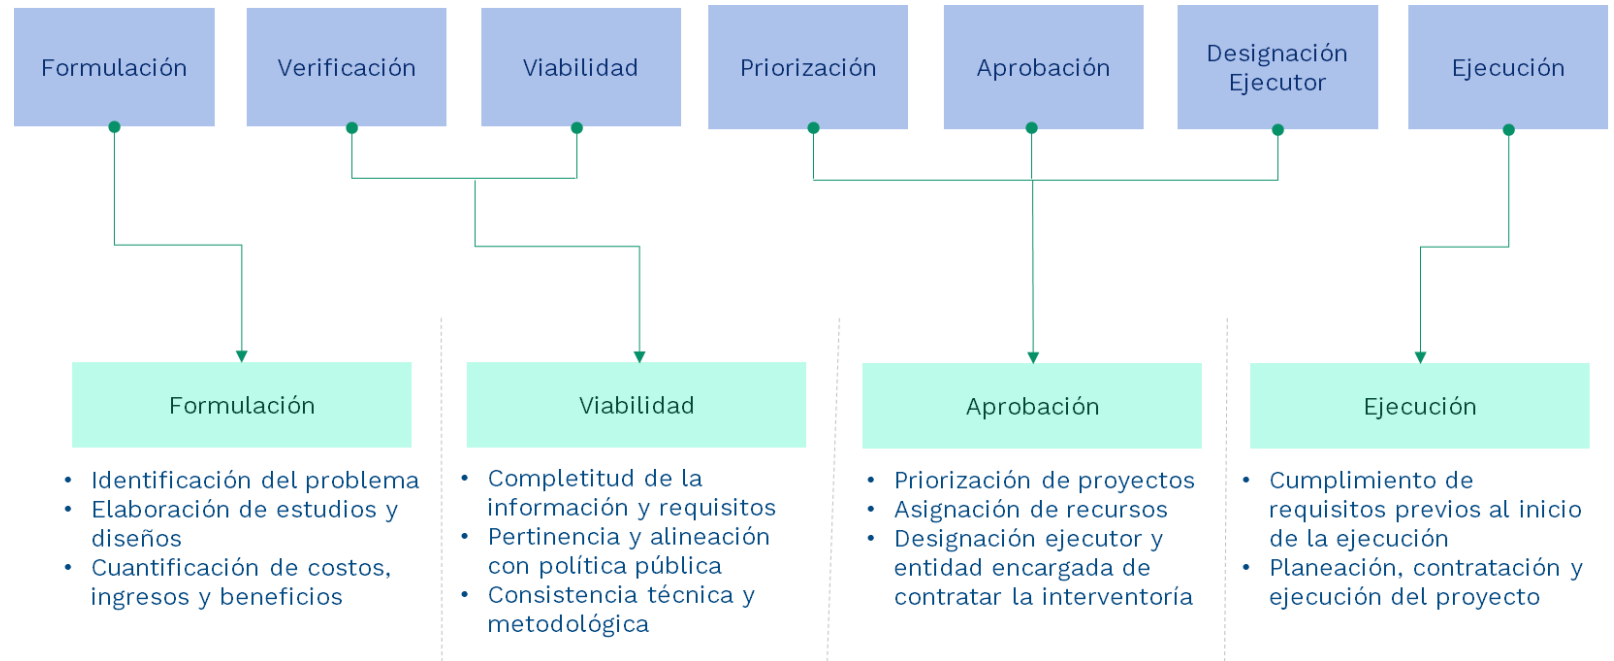 Formulación
Verificación
Viabilidad
Priorización
Aprobación
Designación
Ejecutor
Ejecución
Formulación
• Identificación del problema
• Elaboración de estudios y
diseños
• Cuantificación de costos,
ingresos y beneficios
Viabilidad
• Completitud de la
información y requisitos
• Pertinencia y alineación
con política pública
• Consistencia técnica y
metodológica
Aprobación
• Priorización de proyectos
• Asignación de recursos
• Designación ejecutor y
entidad encargada de
contratar la interventoría
Ejecución
• Cumplimiento de
requisitos previos al inicio
de la ejecución
• Planeación, contratación y
ejecución del proyecto